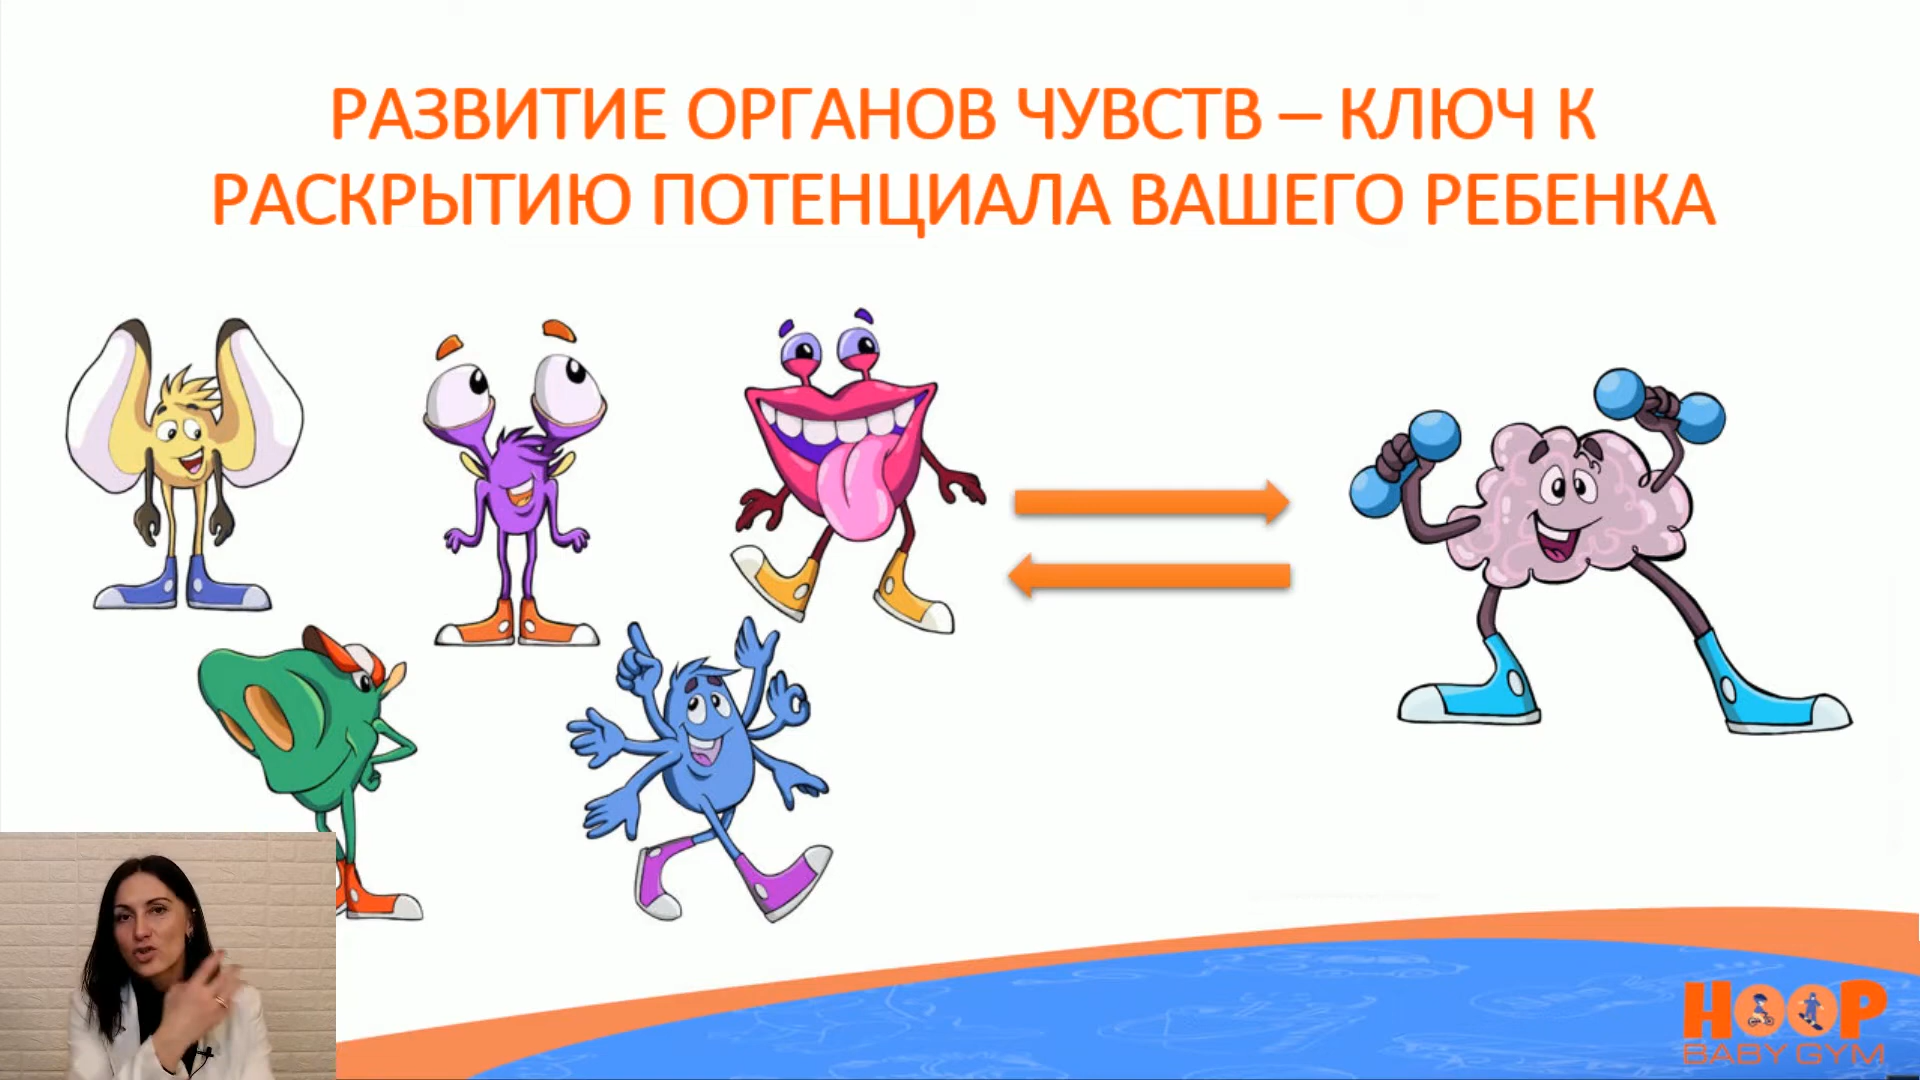 РАЗВИТИЕ ОРГАНОВ ЧУВСТВ – КЛЮЧ К
РАСКРЫТИЮ ПОТЕНЦИАЛА ВАШЕГО РЕБЕНКА
HOOP
BABY GYM